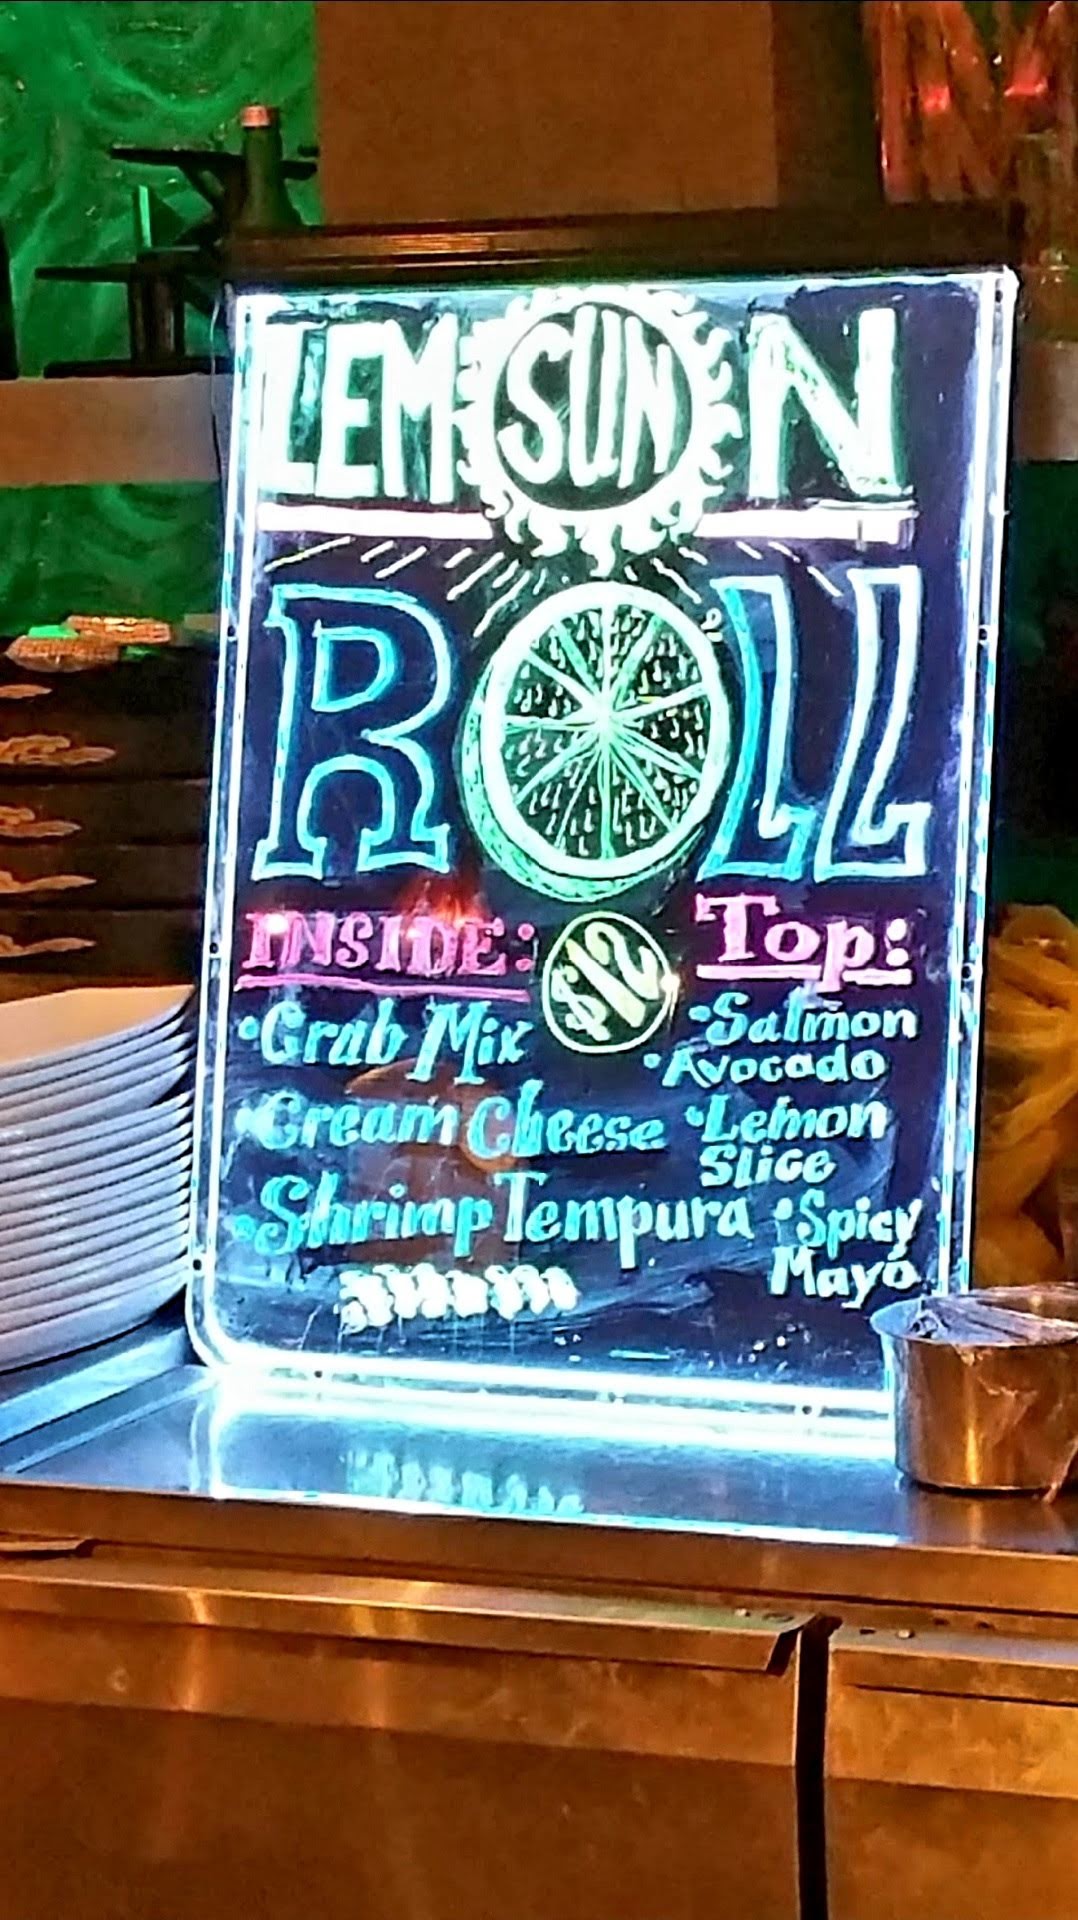 LEM SUN N
ROLL
INSIDE: $12 Top:
•Crab Mix •Salmon
•Avocado
•Cream Cheese •Lemon
Slice
•Shrimp Tempura •Spicy
Mayo